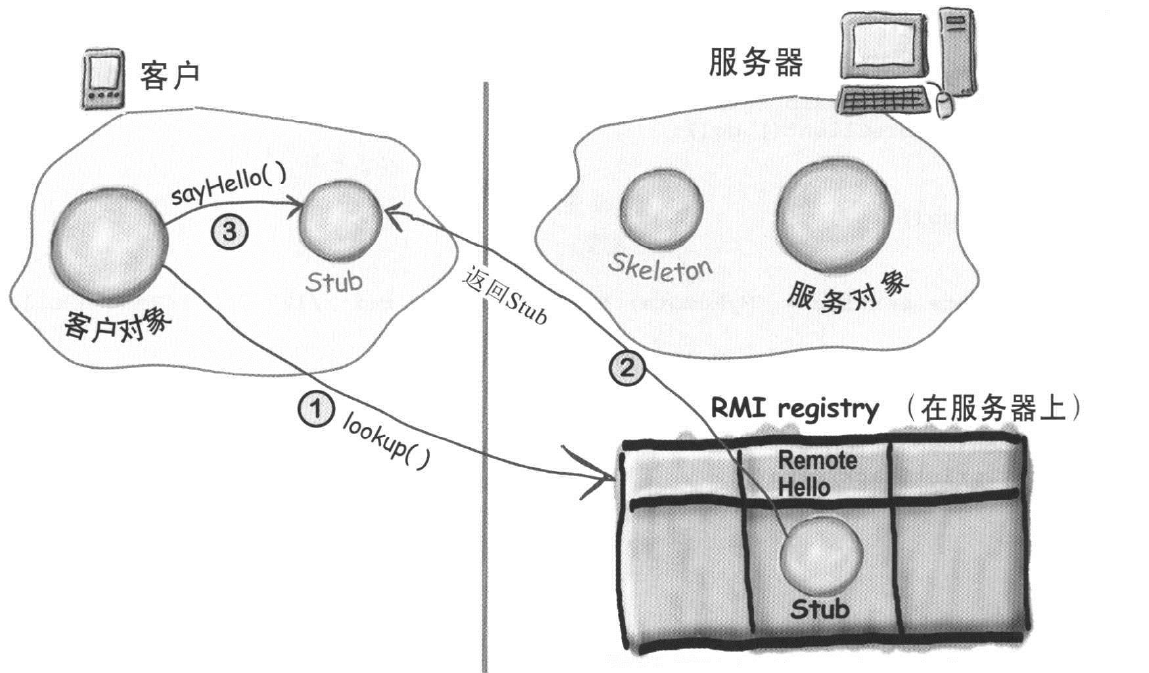 客户
服务器
sayHello( )
3
Stub
客户对象
返回Stub
Skeleton
服务对象
2
1
lookup( )
RMI registry （在服务器上）
Remote
Hello
Stub